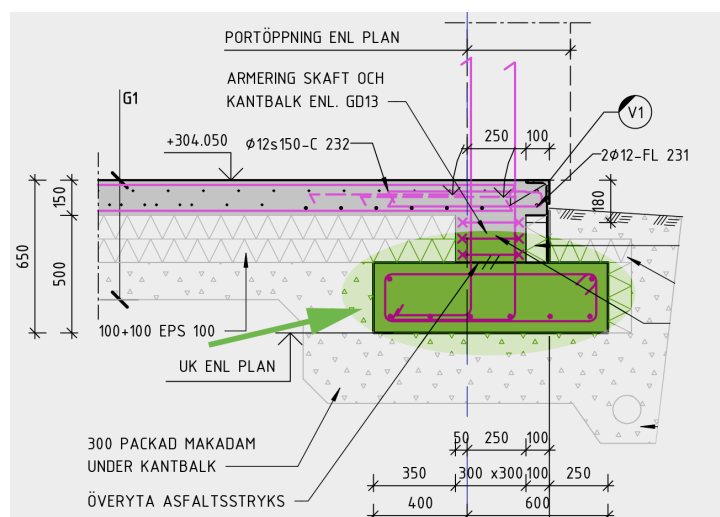 PORTÖPPNING ENL PLAN
ARMERING SKAFT OCH
KANTBALK ENL. GD13
G1
V1
+304.050
ϕ12s150-C 232
250
100
2ϕ12-FL 231
150
180
650
500
100+100 EPS 100
UK ENL PLAN
300 PACKAD MAKADAM
UNDER KANTBALK
50
250
100
350
300 x300
100
250
ÖVERYTA ASFALTSSTRYKS
400
600